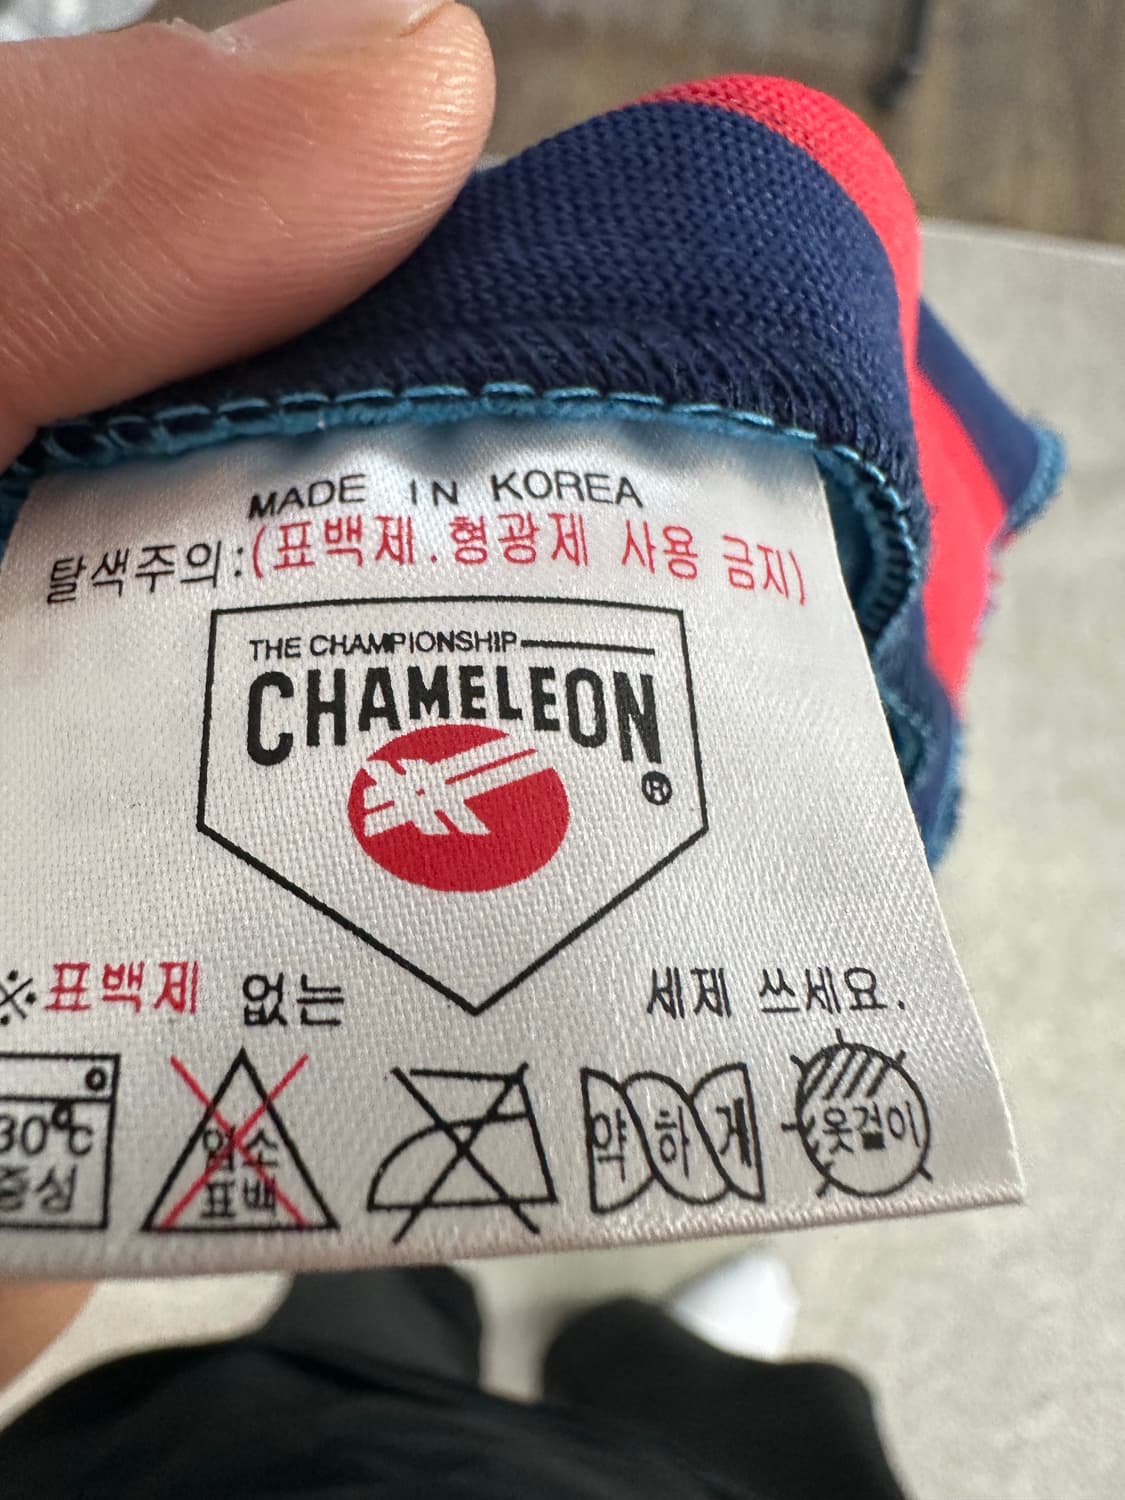 MADE IN KOREA
탈색주의:(표백제.형광제 사용 금지)
THE CHAMPIONSHIP
CHAMELEON
®
※표백제 없는 세제 쓰세요.
30℃
중성
염소
표백
약하게
옷걸이